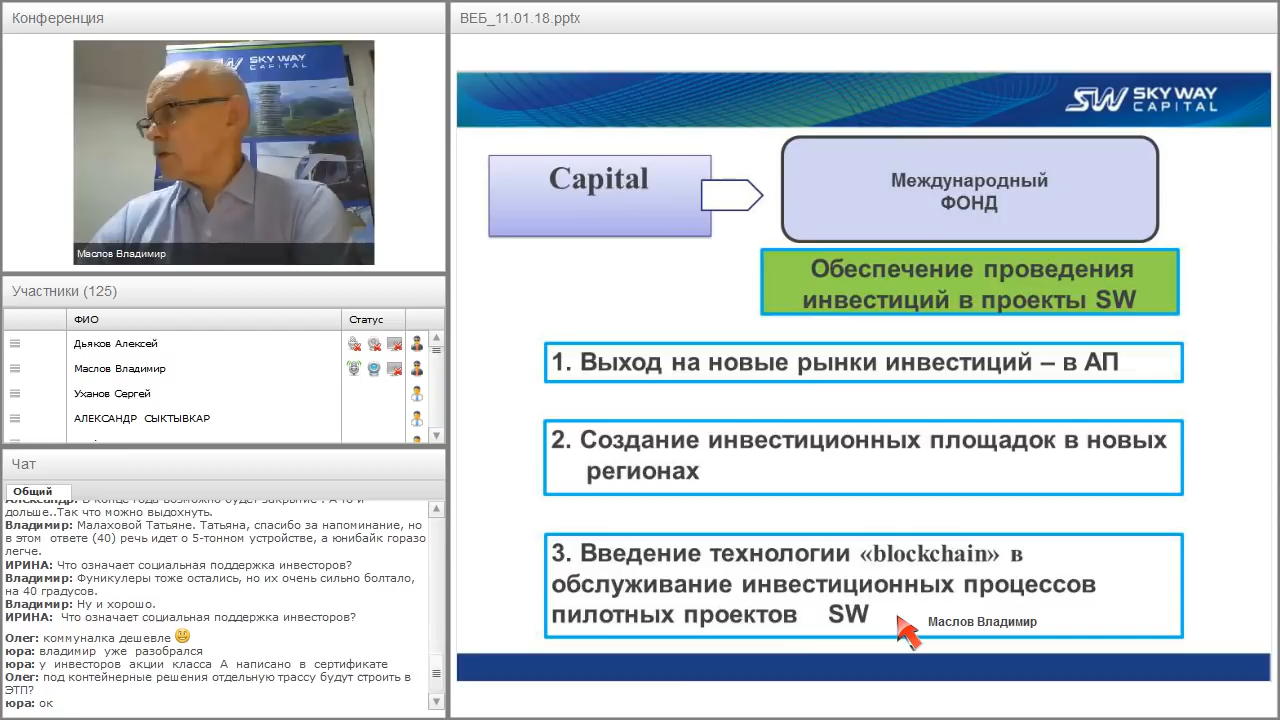 Конференция
SKY WAY
CAPITAL
Маслов Владимир
Участники (125)
ФИО
Статус
Дьяков Алексей
Маслов Владимир
Уханов Сергей
АЛЕКСАНДР СЫКТЫВКАР
Чат
Общий
Александр: В конце года возможно будет закрытие . А то и
дольше..Так что можно выдохнуть.
Владимир: Малаховой Татьяне. Татьяна, спасибо за напоминание, но
в этом ответе (40) речь идет о 5-тонном устройстве, а юнибайк горазо
легче.
ИРИНА: Что означает социальная поддержка инвесторов?
Владимир: Фуникулеры тоже остались, но их очень сильно болтало,
на 40 градусов.
Владимир: Ну и хорошо.
ИРИНА: Что означает социальная поддержка инвесторов?
Олег: коммуналка дешевле
юра: владимир уже разобрался
юра: у инвесторов акции класса А написано в сертификате
Олег: под контейнерные решения отдельную трассу будут строить в
ЭТП?
юра: ок
ВЕБ_11.01.18.pptx
SW SKY WAY
CAPITAL
Capital
Международный
ФОНД
Обеспечение проведения
инвестиций в проекты SW
1. Выход на новые рынки инвестиций – в АП
2. Создание инвестиционных площадок в новых
регионах
3. Введение технологии «blockchain» в
обслуживание инвестиционных процессов
пилотных проектов SW
Маслов Владимир